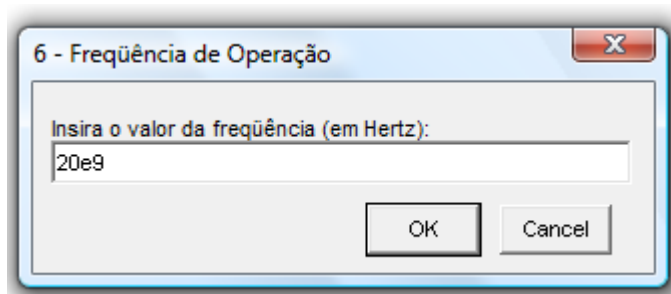 6 - Freqüência de Operação
Insira o valor da freqüência (em Hertz):
20e9
OK
Cancel